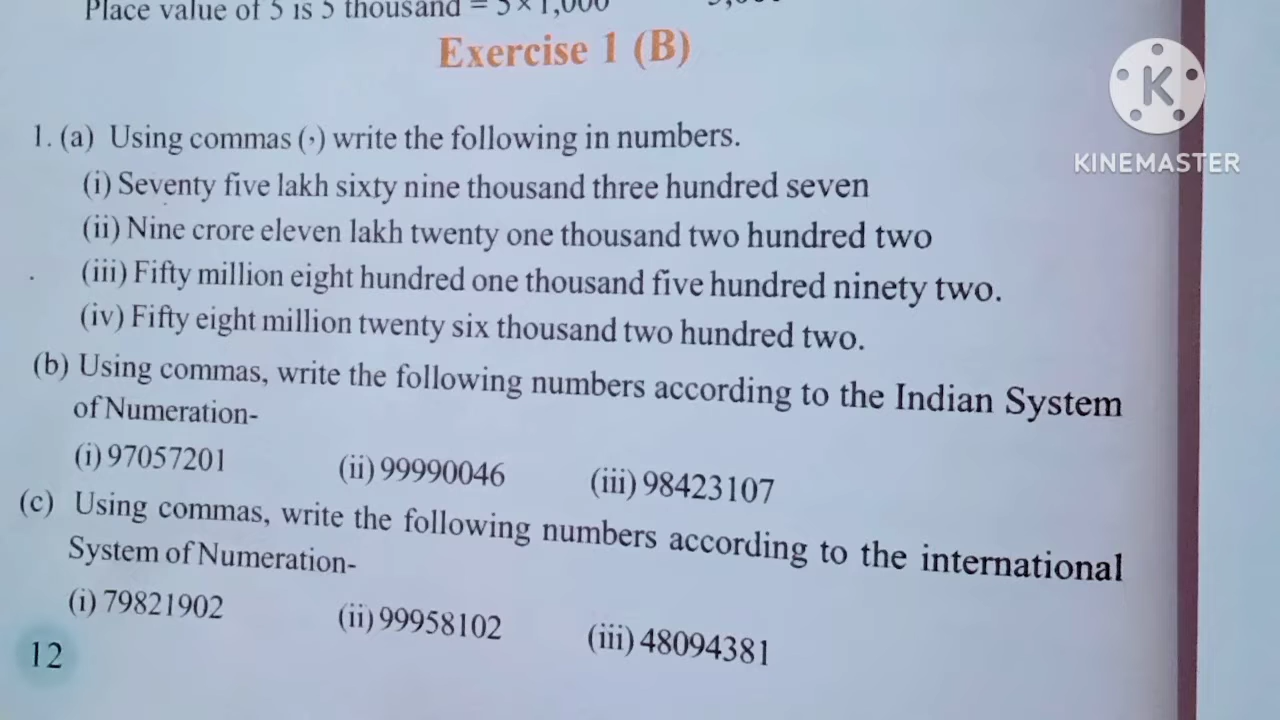 Place value of 5 is 5 thousand = 5 × 1,000
Exercise 1 (B)
K
KINEMASTER
1. (a) Using commas (,) write the following in numbers.
(i) Seventy five lakh sixty nine thousand three hundred seven
(ii) Nine crore eleven lakh twenty one thousand two hundred two
(iii) Fifty million eight hundred one thousand five hundred ninety two.
(iv) Fifty eight million twenty six thousand two hundred two.
(b) Using commas, write the following numbers according to the Indian System
of Numeration-
(i) 97057201 (ii) 99990046 (iii) 98423107
(c) Using commas, write the following numbers according to the international
System of Numeration-
(i) 79821902 (ii) 99958102 (iii) 48094381
12